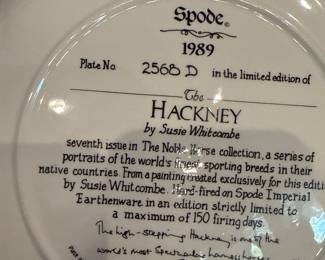 Spode®
1989
Plate No 2568 D in the limited edition of
The
HACKNEY
by Susie Whitcombe
seventh issue in The Noble Horse collection, a series of
portraits of the world's finest sporting breeds in their
native countries. From a painting created exclusively for this editi
by Susie Whitcombe. Hard-fired on Spode Imperial
Earthenware in an edition strictly limited to
a maximum of 150 firing days.
The high-stepping Hackney is one of the
world's most spectacular harness horses